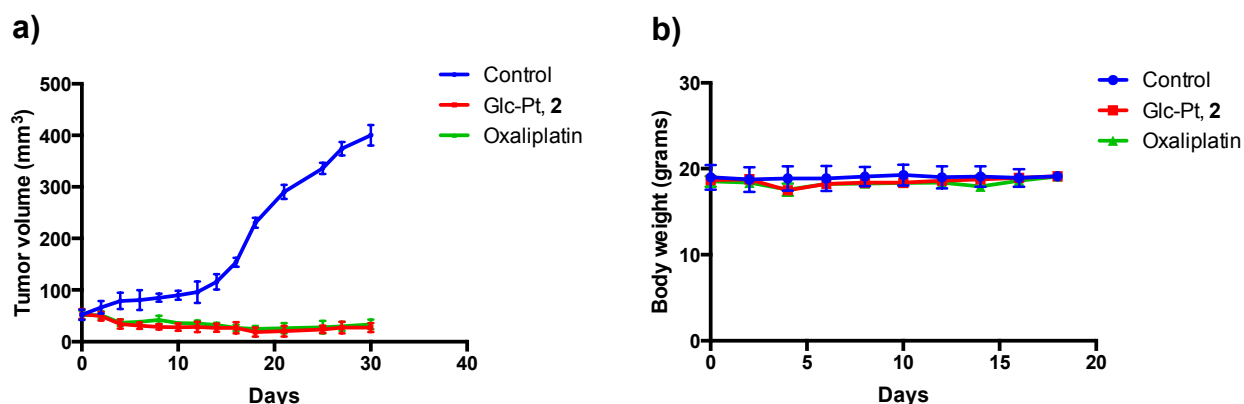 a)
Control
Glc-Pt, 2
Oxaliplatin
Tumor volume (mm³)
500
400
300
200
100
0
0 10 20 30 40
Days
b)
Control
Glc-Pt, 2
Oxaliplatin
Body weight (grams)
30
20
10
0
0 5 10 15 20
Days